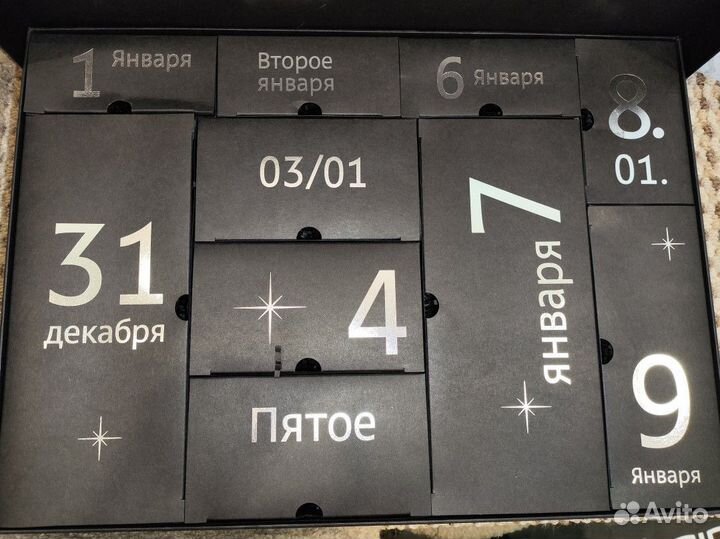 1 Января
Второе
января
6 Января
8.
01.
31
декабря
03/01
4
Пятое
7
января
9
Января
Avito